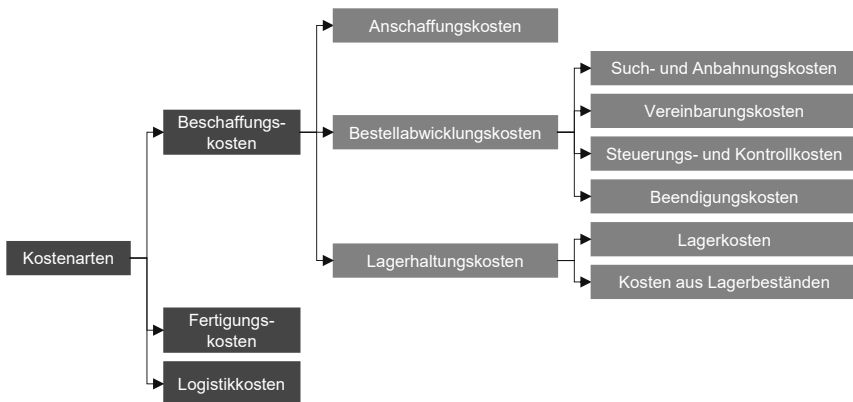 Anschaffungskosten
Such- und Anbahnungskosten
Beschaffungs-
kosten
Vereinbarungskosten
Bestellabwicklungskosten
Steuerungs- und Kontrollkosten
Beendigungskosten
Kostenarten
Lagerhaltungskosten
Lagerkosten
Kosten aus Lagerbeständen
Fertigungs-
kosten
Logistikkosten